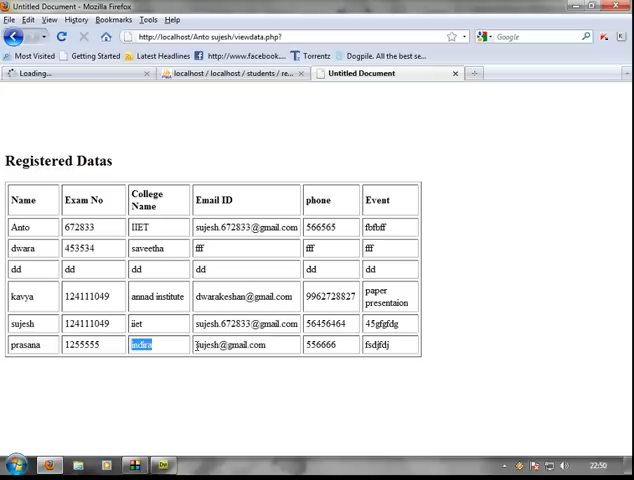 Untitled Document - Mozilla Firefox
File Edit View History Bookmarks Tools Help
http://localhost/Anto sujesh/viewdata.php? Google
Most Visited Getting Started Latest Headlines http://www.facebook.... Torrentz Dogpile. All the best se...
Loading... localhost / localhost / students / re... Untitled Document
Registered Datas
Name Exam No College Name Email ID phone Event
Anto 672833 IIET sujesh.672833@gmail.com 566565 fbfbff
dwara 453534 saveetha fff fff fff
dd dd dd dd dd dd
kavya 124111049 annad institute dwarakeshan@gmail.com 9962728827 paper presentaion
sujesh 124111049 iiet sujesh.672833@gmail.com 56456464 45gfgfdg
prasana 1255555 indira sujesh@gmail.com 556666 fsdjfdj
22:50